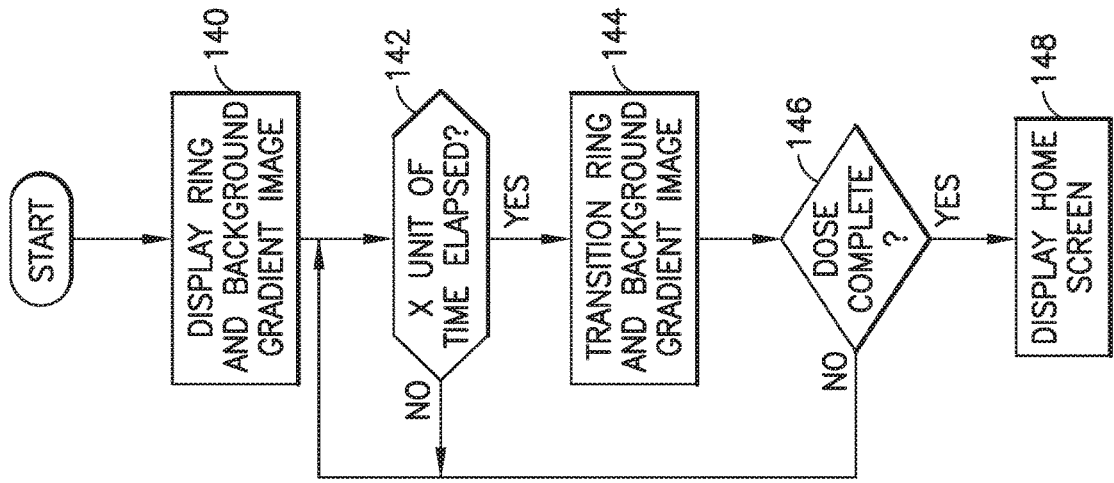 START
DISPLAY RING
AND BACKGROUND
GRADIENT IMAGE
140
X UNIT OF
TIME ELAPSED?
142
NO
YES
TRANSITION RING
AND BACKGROUND
GRADIENT IMAGE
144
DOSE
COMPLETE
?
146
NO
YES
DISPLAY HOME
SCREEN
148